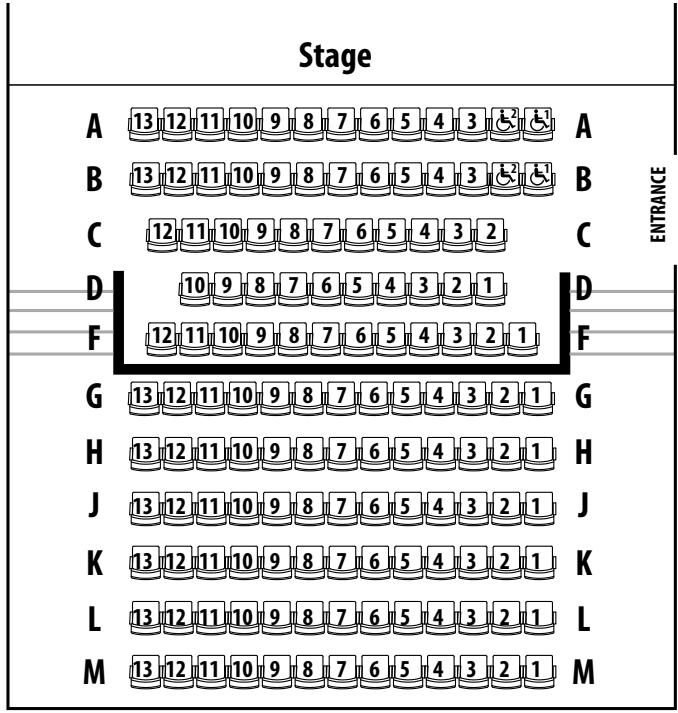 Stage
A 13 12 11 10 9 8 7 6 5 4 3 2 1 A
B 13 12 11 10 9 8 7 6 5 4 3 2 1 B
ENTRANCE
C 12 11 10 9 8 7 6 5 4 3 2 C
D 10 9 8 7 6 5 4 3 2 1 D
F 12 11 10 9 8 7 6 5 4 3 2 1 F
G 13 12 11 10 9 8 7 6 5 4 3 2 1 G
H 13 12 11 10 9 8 7 6 5 4 3 2 1 H
J 13 12 11 10 9 8 7 6 5 4 3 2 1 J
K 13 12 11 10 9 8 7 6 5 4 3 2 1 K
L 13 12 11 10 9 8 7 6 5 4 3 2 1 L
M 13 12 11 10 9 8 7 6 5 4 3 2 1 M